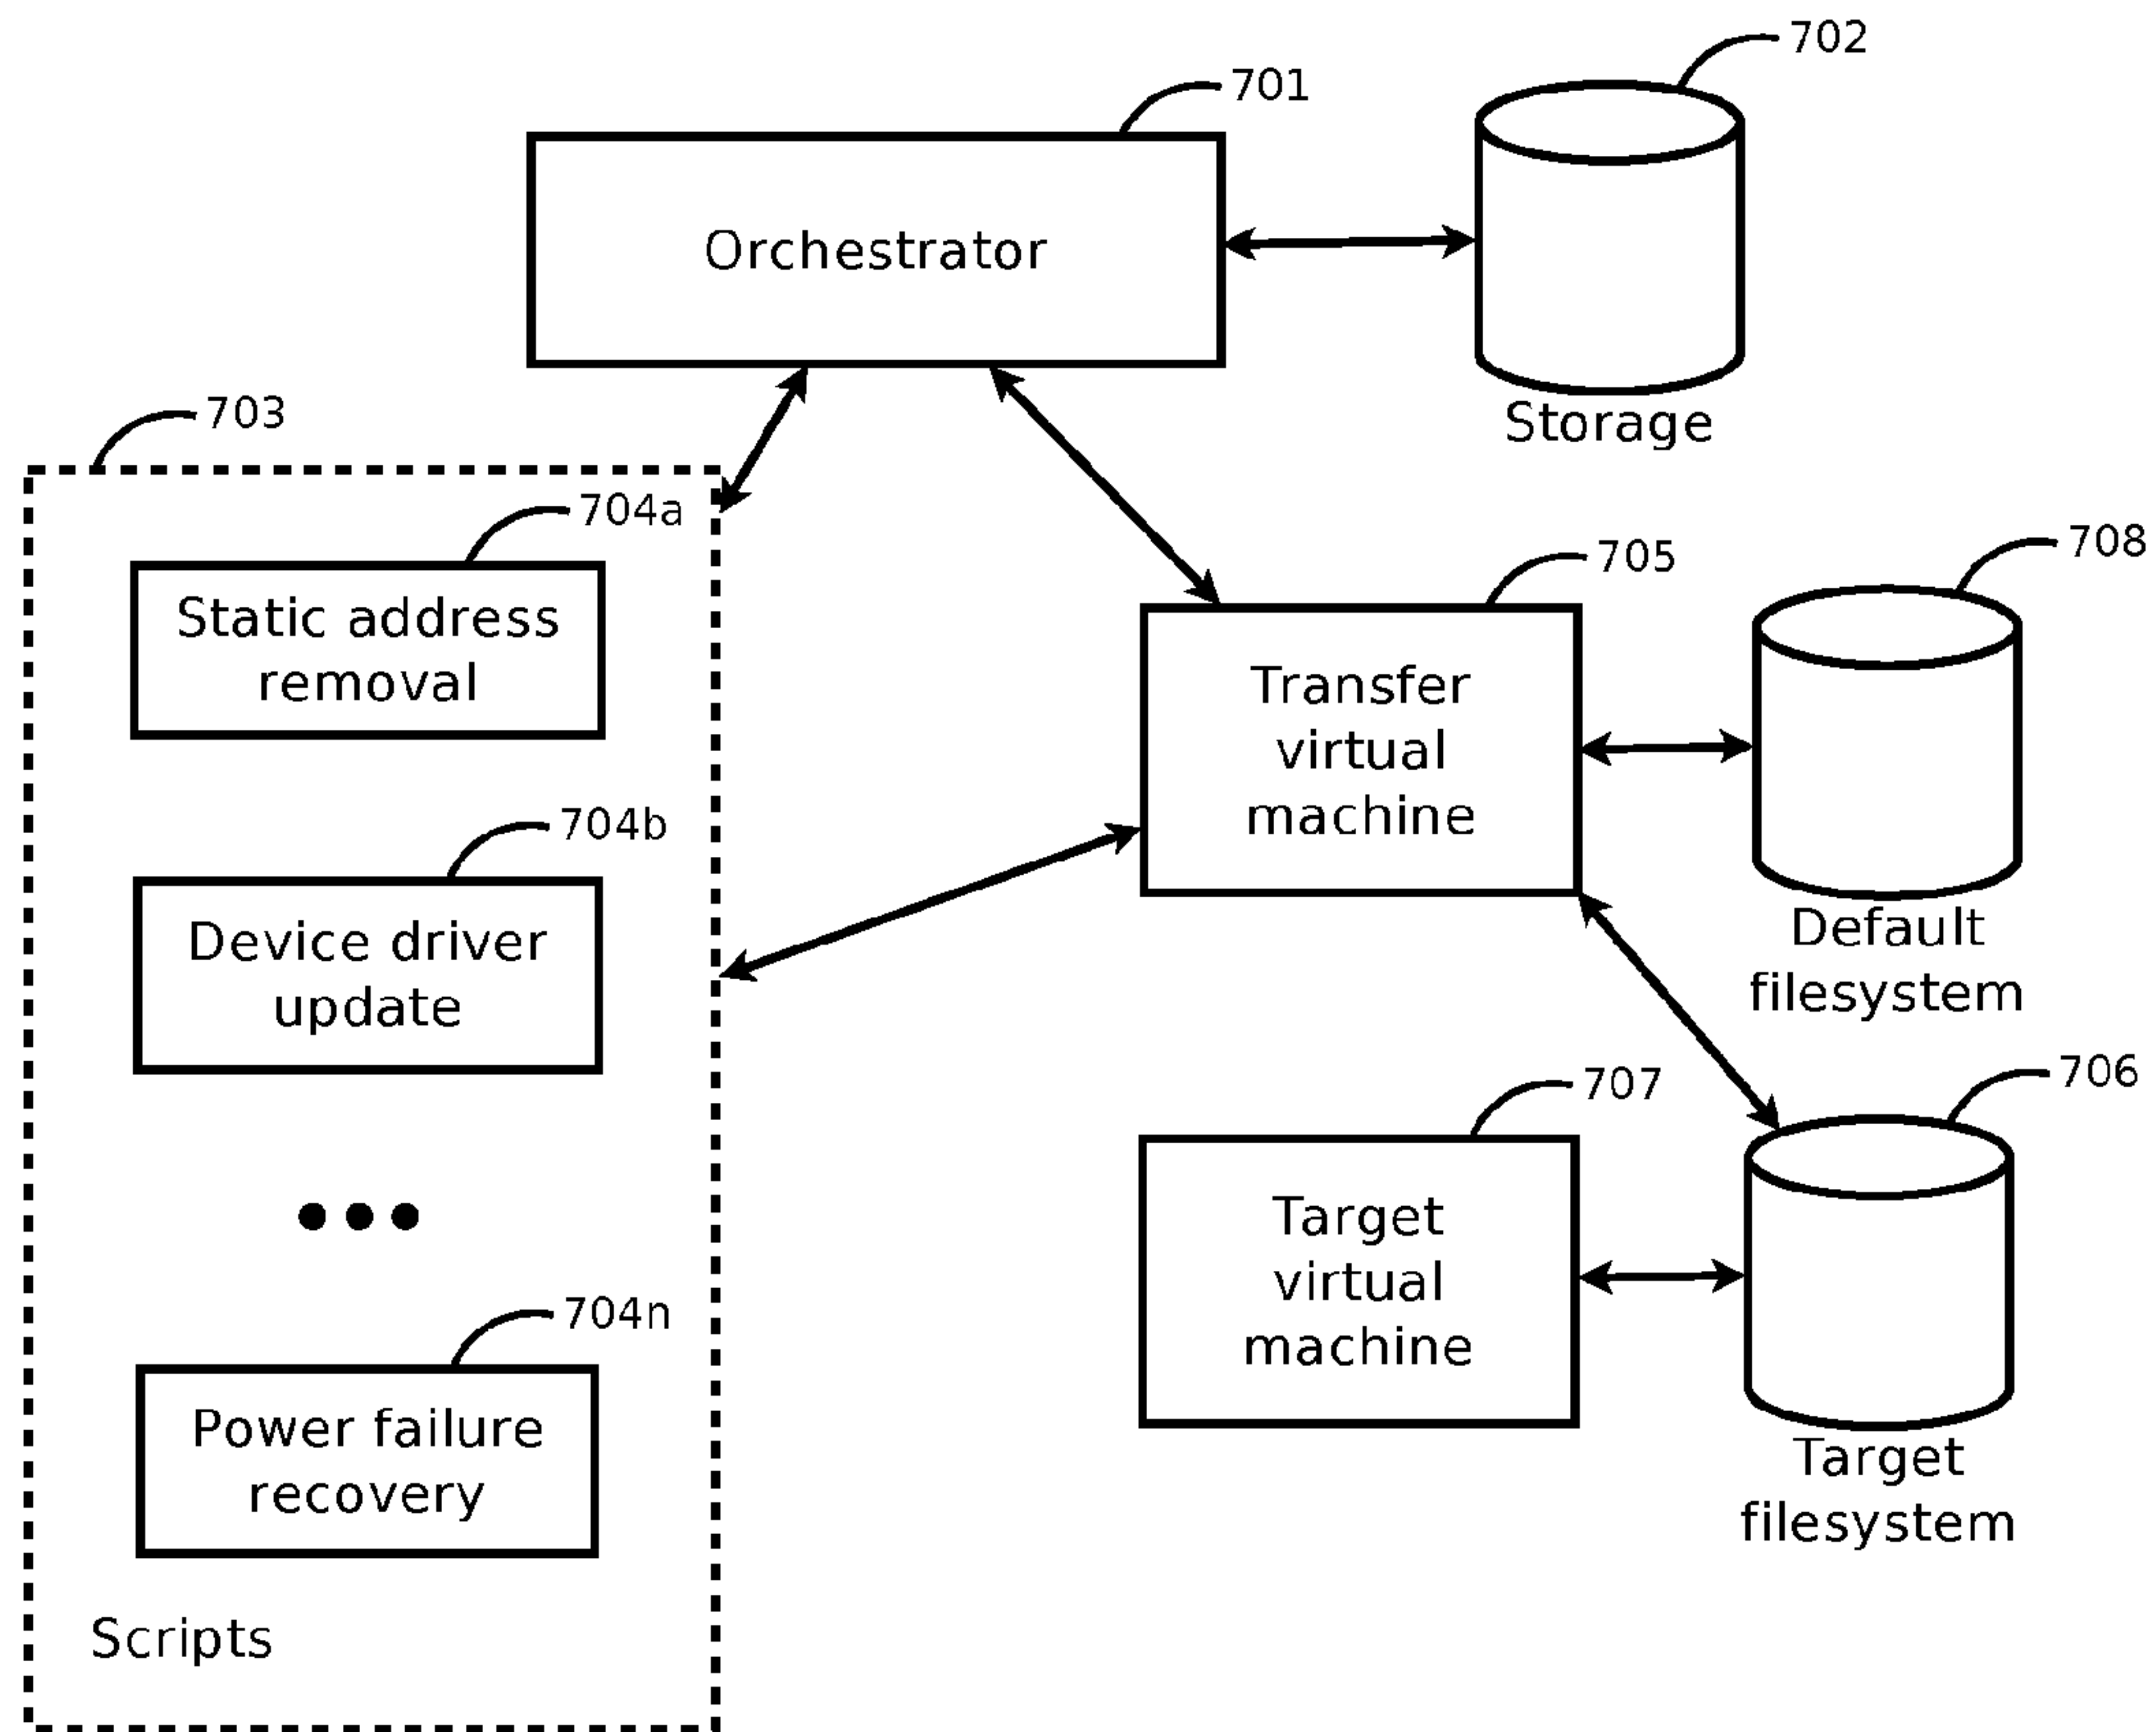 702
701
Orchestrator
Storage
703
704a
Static address
removal
705
708
Transfer
virtual
machine
Default
filesystem
704b
Device driver
update
707
706
Target
virtual
machine
Target
filesystem
704n
Power failure
recovery
Scripts